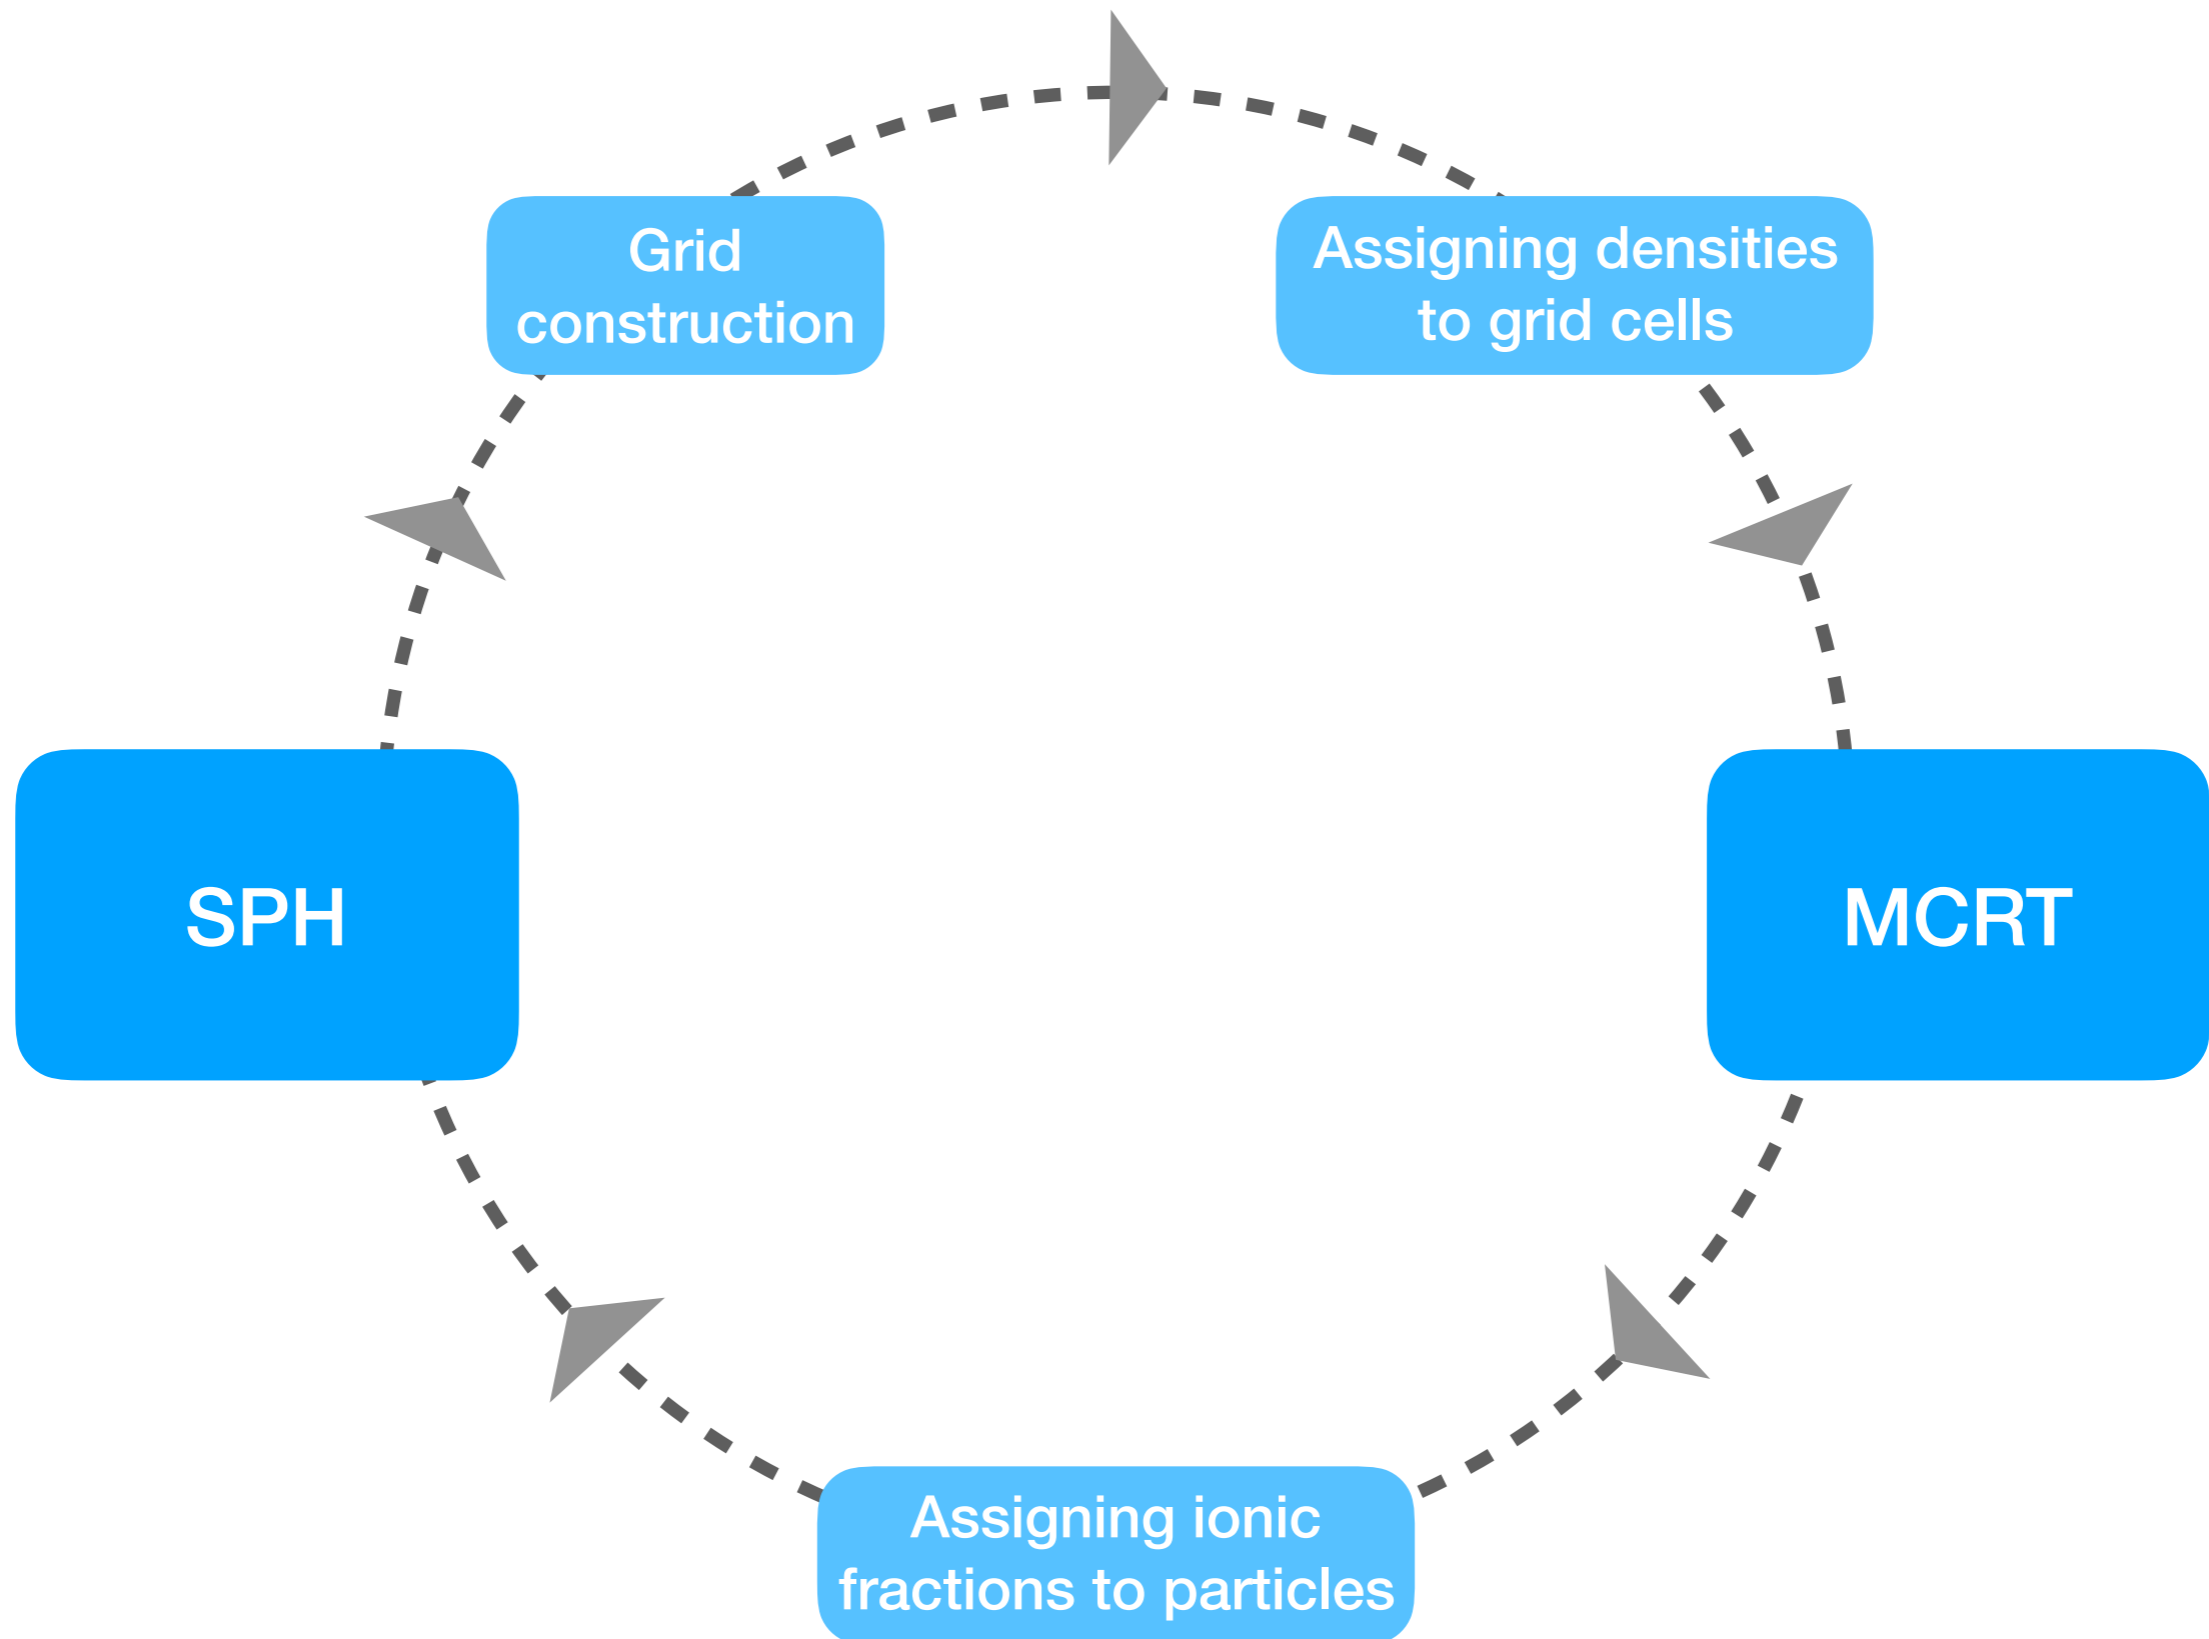 Grid
construction
Assigning densities
to grid cells
SPH
MCRT
Assigning ionic
fractions to particles